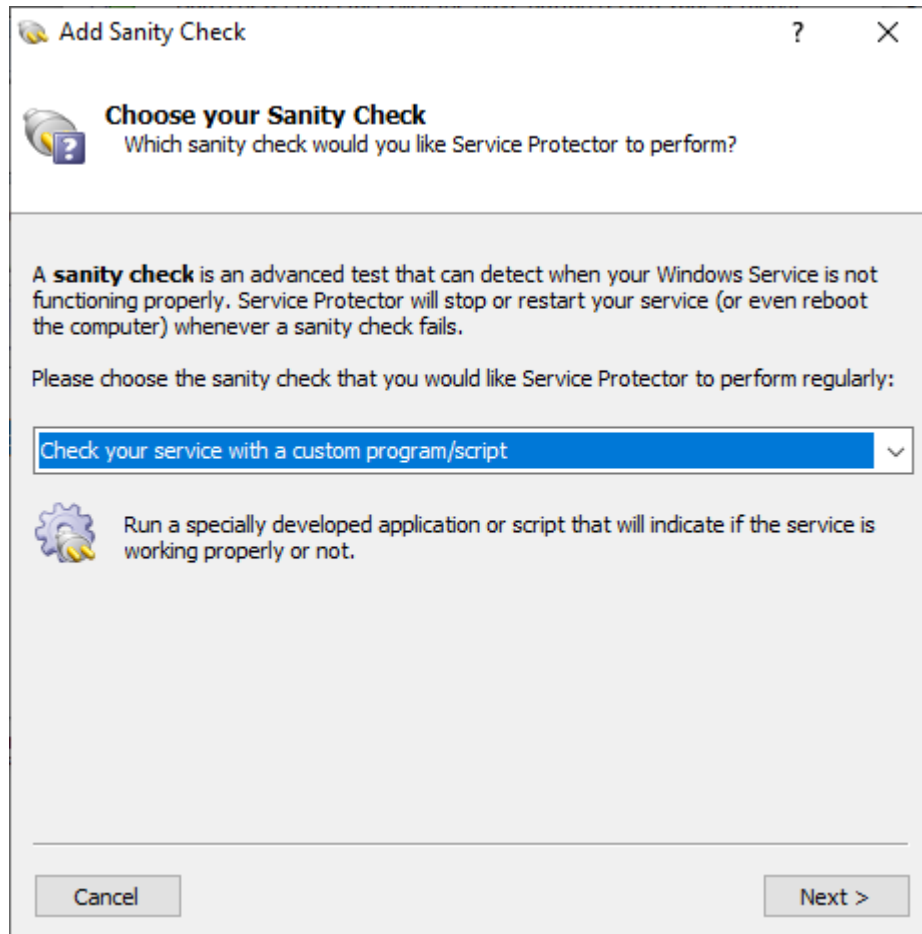 Add Sanity Check
?
Choose your Sanity Check
Which sanity check would you like Service Protector to perform?
A sanity check is an advanced test that can detect when your Windows Service is not
functioning properly. Service Protector will stop or restart your service (or even reboot
the computer) whenever a sanity check fails.
Please choose the sanity check that you would like Service Protector to perform regularly:
Check your service with a custom program/script
Run a specially developed application or script that will indicate if the service is
working properly or not.
Cancel
Next >